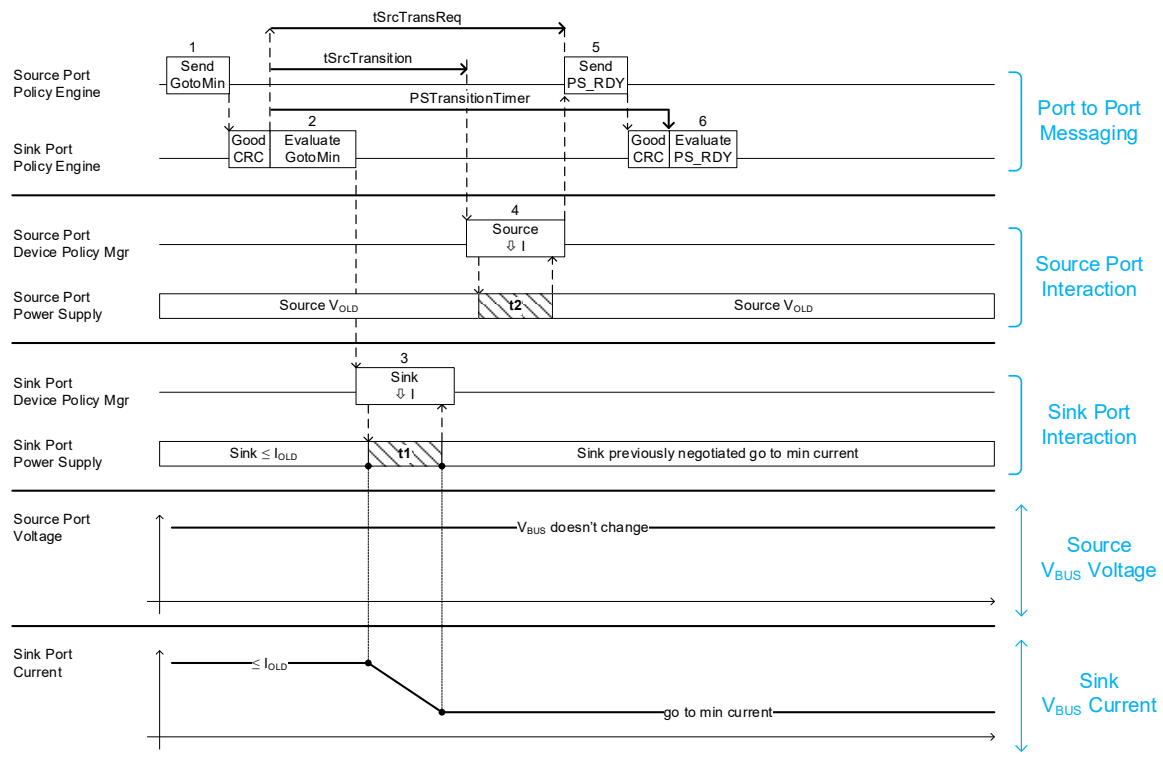 tSrcTransReq
1
5
Source Port
Policy Engine
Send
GotoMin
tSrcTransition
Send
PS_RDY
PSTransitionTimer
2
6
Sink Port
Policy Engine
Good
CRC
Evaluate
GotoMin
Good
CRC
Evaluate
PS_RDY
Port to Port
Messaging
4
Source Port
Device Policy Mgr
Source
⇩ I
Source Port
Power Supply
Source VOLD
t2
Source VOLD
Source Port
Interaction
3
Sink Port
Device Policy Mgr
Sink
⇩ I
Sink Port
Power Supply
Sink ≤ IOLD
t1
Sink previously negotiated go to min current
Sink Port
Interaction
Source Port
Voltage
VBUS doesn't change
Source
VBUS Voltage
Sink Port
Current
≤ IOLD
go to min current
Sink
VBUS Current